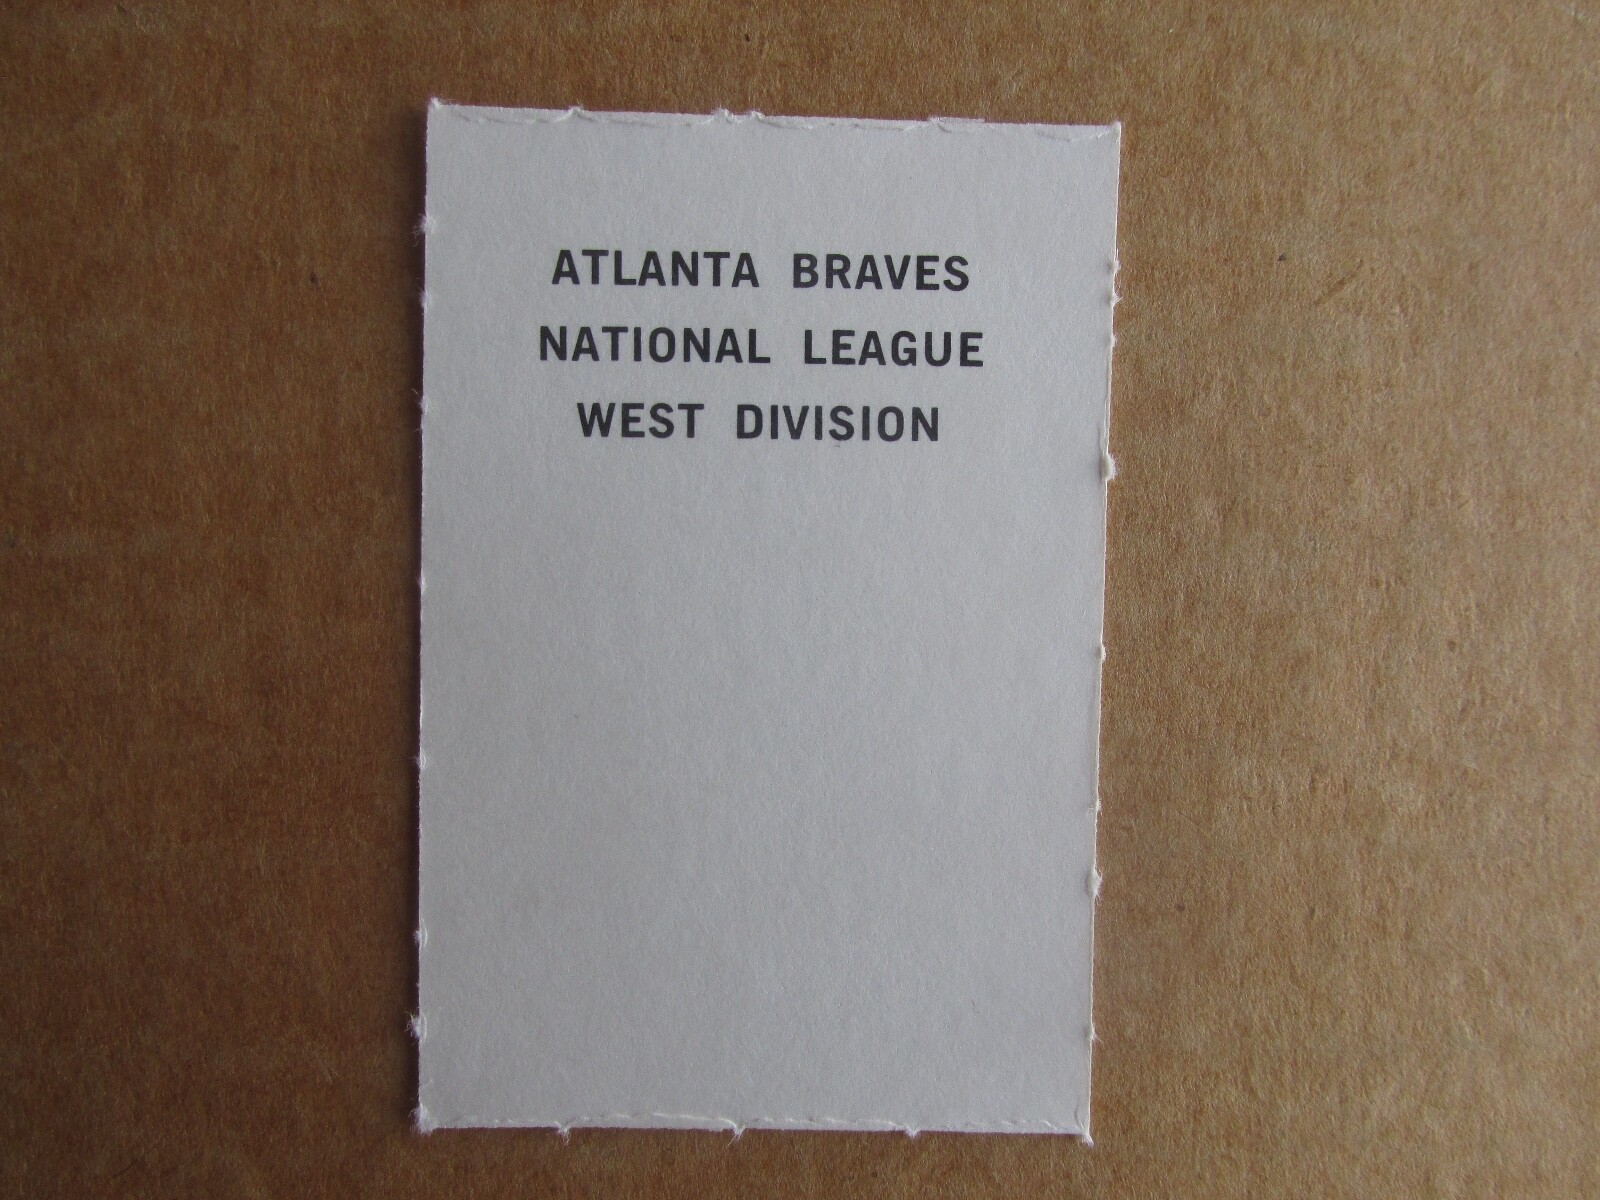 ATLANTA BRAVES
NATIONAL LEAGUE
WEST DIVISION